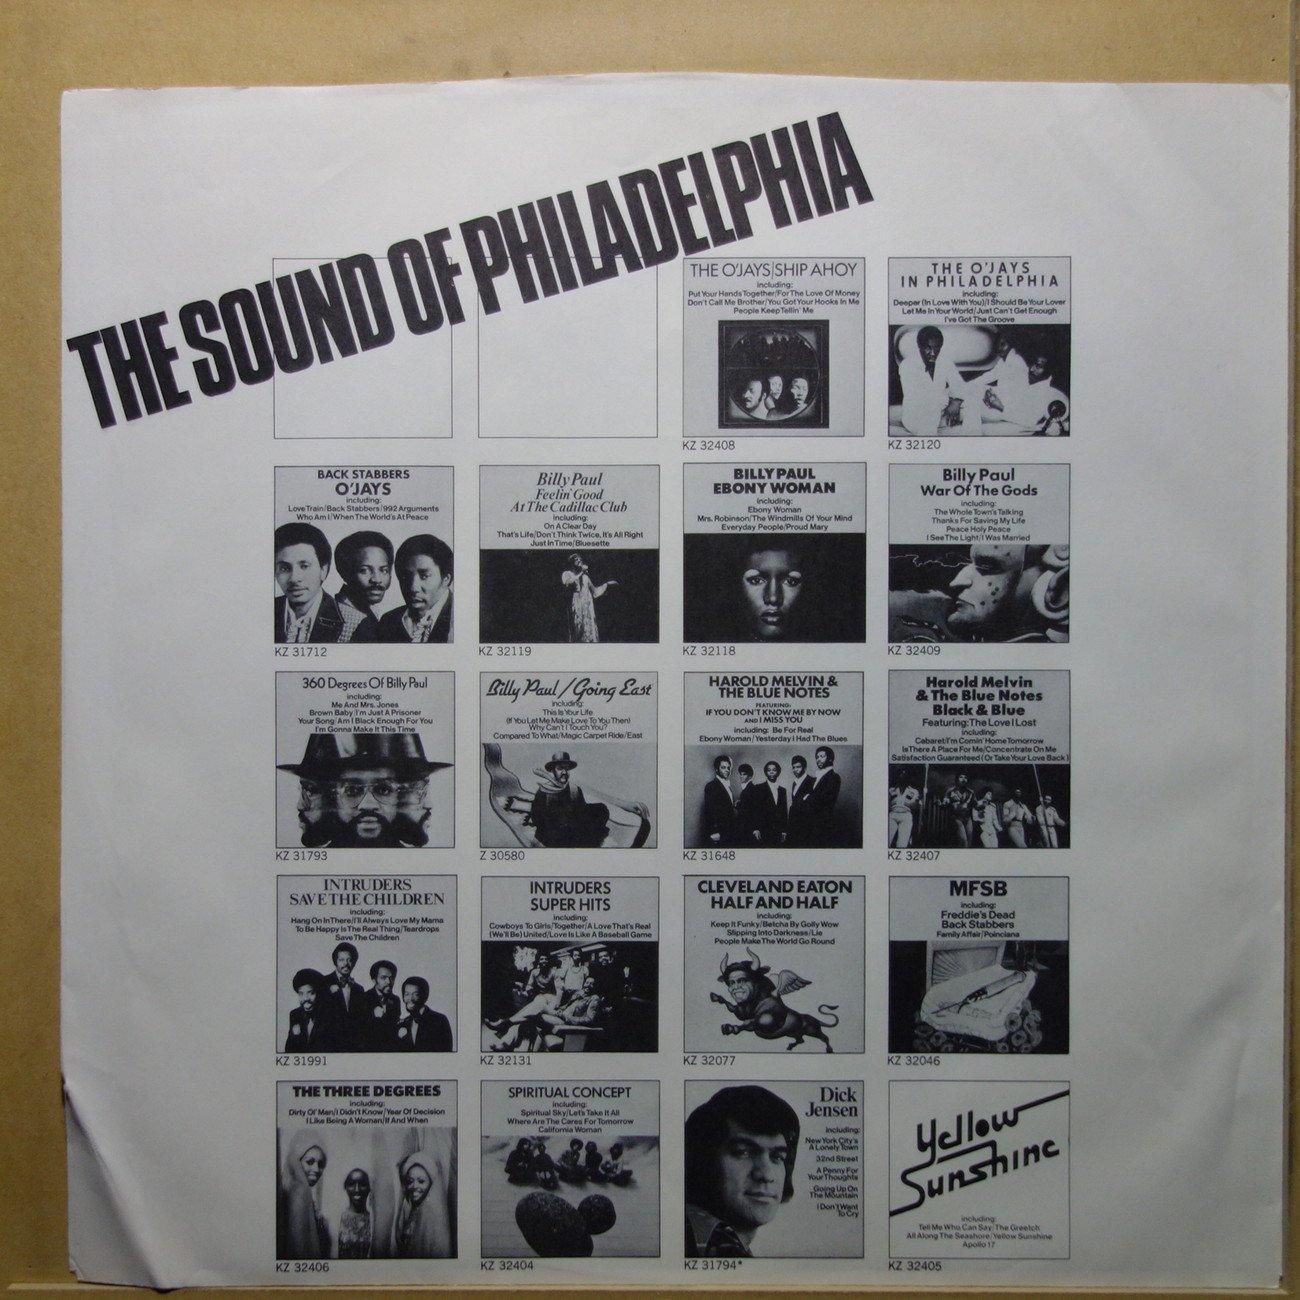 THE SOUND OF PHILADELPHIA
THE O'JAYS/SHIP AHOY
including:
Put Your Hands Together/For The Love Of Money
Don't Call Me Brother/You Got Your Hooks In Me
People Keep Tellin' Me
KZ 32408
THE O'JAYS
IN PHILADELPHIA
including:
Deeper (In Love With You)/I Should Be Your Lover
Let Me In Your World/Just Can't Get Enough
I've Got The Groove
KZ 32120
BACK STABBERS
O'JAYS
including:
Love Train/Back Stabbers/992 Arguments
Who Am I/When The World's At Peace
KZ 31712
Billy Paul
Feelin' Good
At The Cadillac Club
including:
On A Clear Day
That's Life/Don't Think Twice, It's All Right
Just In Time/Bluesette
KZ 32119
BILLY PAUL
EBONY WOMAN
including:
Ebony Woman
Mrs. Robinson/The Windmills Of Your Mind
Everyday People/Proud Mary
KZ 32118
Billy Paul
War Of The Gods
including:
The Whole Town's Talking
Thanks For Saving My Life
Peace Holy Peace
I See The Light/I Was Married
KZ 32409
360 Degrees Of Billy Paul
including:
Me And Mrs. Jones
Brown Baby/I'm Just A Prisoner
Your Song/Am I Black Enough For You
I'm Gonna Make It This Time
KZ 31793
Billy Paul/Going East
including:
This Is Your Life
(If You Let Me Make Love To You Then)
Why Can't I Touch You?
Compared To What/Magic Carpet Ride/East
Z 30580
HAROLD MELVIN &
THE BLUE NOTES
FEATURING:
IF YOU DON'T KNOW ME BY NOW
AND I MISS YOU
including: Be For Real
Ebony Woman/Yesterday I Had The Blues
KZ 31648
Harold Melvin
& The Blue Notes
Black & Blue
Featuring: The Love I Lost
including:
Cabaret/I'm Comin' Home Tomorrow
Is There A Place For Me/Concentrate On Me
Satisfaction Guaranteed (Or Take Your Love Back)
KZ 32407
INTRUDERS
SAVE THE CHILDREN
including:
Hang On In There/I'll Always Love My Mama
To Be Happy Is The Real Thing/Teardrops
Save The Children
KZ 31991
INTRUDERS
SUPER HITS
including:
Cowboys To Girls/Together/A Love That's Real
(We'll Be) United/Love Is Like A Baseball Game
KZ 32131
CLEVELAND EATON
HALF AND HALF
including:
Keep It Funky/Betcha By Golly Wow
Slipping Into Darkness/Lie
People Make The World Go Round
KZ 32077
MFSB
including:
Freddie's Dead
Back Stabbers
Family Affair/Poinciana
KZ 32046
THE THREE DEGREES
including:
Dirty Ol' Man/I Didn't Know/Year Of Decision
I Like Being A Woman/If And When
KZ 32406
SPIRITUAL CONCEPT
including:
Spiritual Sky/Let's Take It All
Where Are The Cares For Tomorrow
California Woman
KZ 32404
Dick
Jensen
including:
New York City's
A Lonely Town
32nd Street
A Penny For
Your Thoughts
Going Up On
The Mountain
I Don't Want
To Cry
KZ 31794*
Yellow
Sunshine
including:
Tell Me Who Can Say/The Greetch
All Along The Seashore/Yellow Sunshine
Apollo 17
KZ 32405